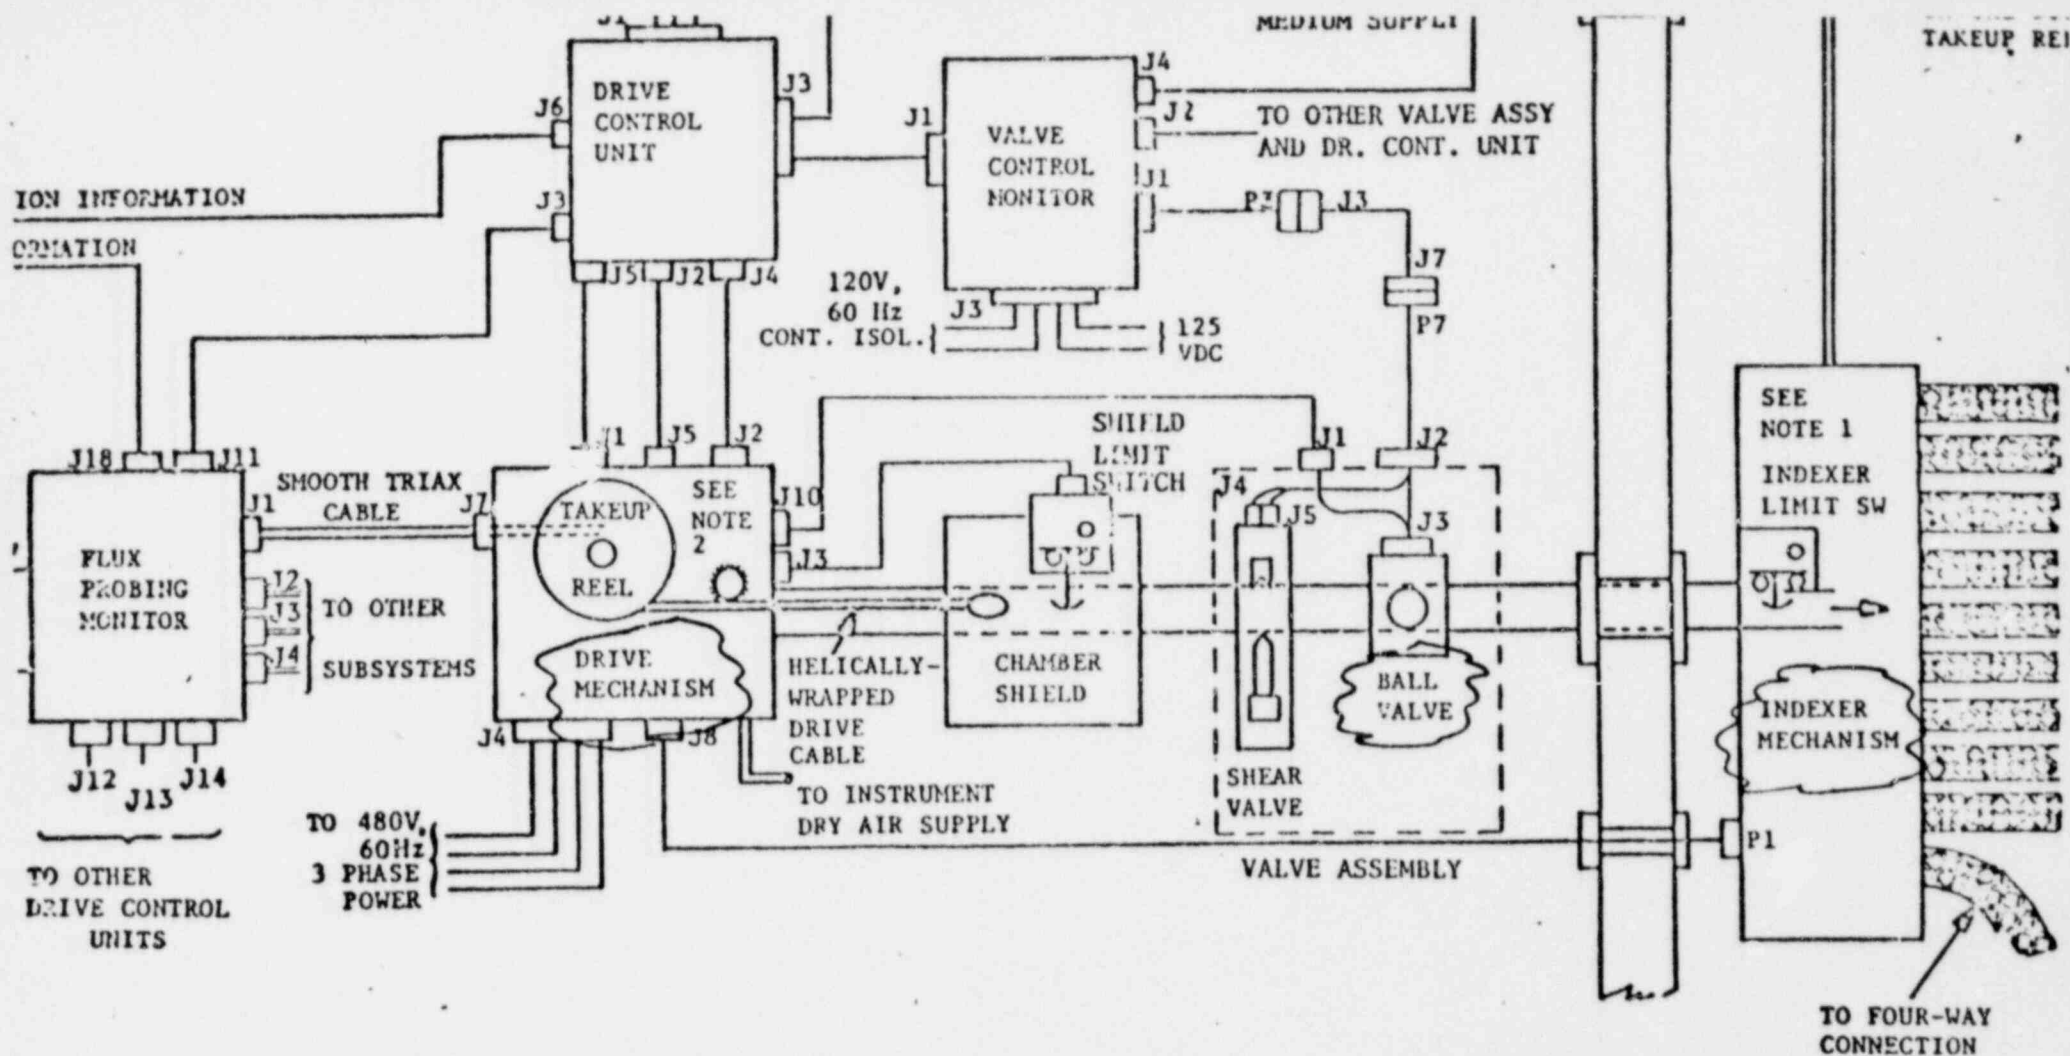 MEDIUM SUPPLY
TAKEUP
DRIVE
CONTROL
UNIT
J6
J3
J3
J5
J2
J4
J1
VALVE
CONTROL
MONITOR
J4
J2
J1
TO OTHER VALVE ASSY
AND DR. CONT. UNIT
ION INFORMATION
ORMATION
P3
J3
J7
P7
120V,
60 Hz
CONT. ISOL.
J3
125
VDC
SEE
NOTE 1
INDEXER
LIMIT SW
J18
J11
SMOOTH TRIAX
CABLE
J1
J7
J1
J5
J2
TAKEUP
REEL
SEE
NOTE
2
J10
J3
SHIELD
LIMIT
SWITCH
J1
J2
J4
J5
J3
FLUX
PROBING
MONITOR
J2
J3
J4
TO OTHER
SUBSYSTEMS
DRIVE
MECHANISM
HELICALLY-
WRAPPED
DRIVE
CABLE
CHAMBER
SHIELD
BALL
VALVE
INDEXER
MECHANISM
J4
J8
J12
J13
J14
SHEAR
VALVE
TO INSTRUMENT
DRY AIR SUPPLY
TO 480V,
60Hz
3 PHASE
POWER
VALVE ASSEMBLY
P1
TO OTHER
DRIVE CONTROL
UNITS
TO FOUR-WAY
CONNECTION